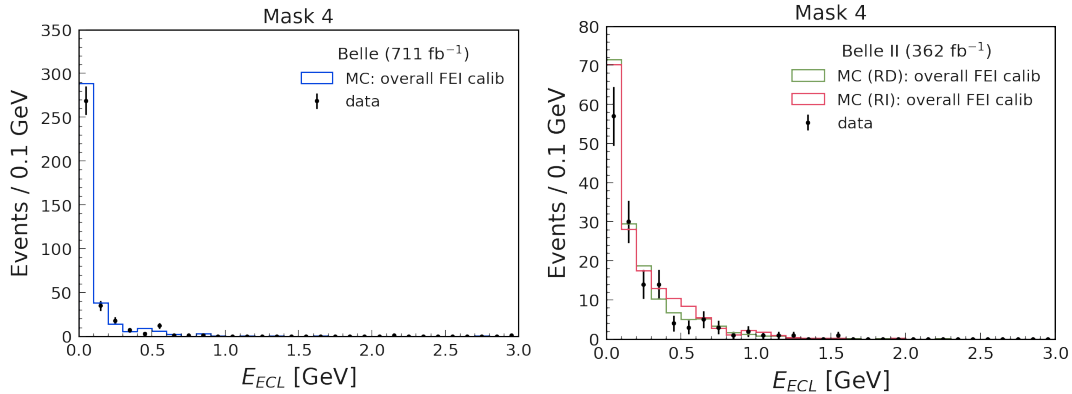 Mask 4
Events / 0.1 GeV
350
300
250
200
150
100
50
0
Belle (711 fb⁻¹)
MC: overall FEI calib
data
0.0 0.5 1.0 1.5 2.0 2.5 3.0
E_ECL [GeV]
Mask 4
Events / 0.1 GeV
80
70
60
50
40
30
20
10
0
Belle II (362 fb⁻¹)
MC (RD): overall FEI calib
MC (RI): overall FEI calib
data
0.0 0.5 1.0 1.5 2.0 2.5 3.0
E_ECL [GeV]